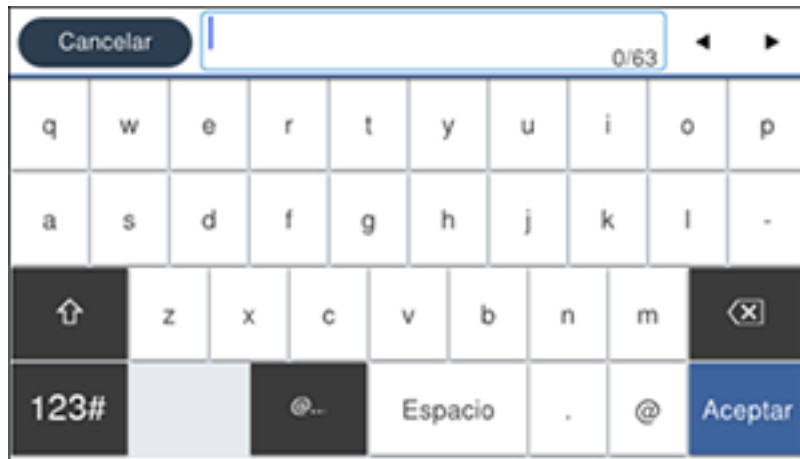 Cancelar
0/63
q w e r t y u i o p
a s d f g h j k l -
z x c v b n m
123# @... Espacio . @ Aceptar